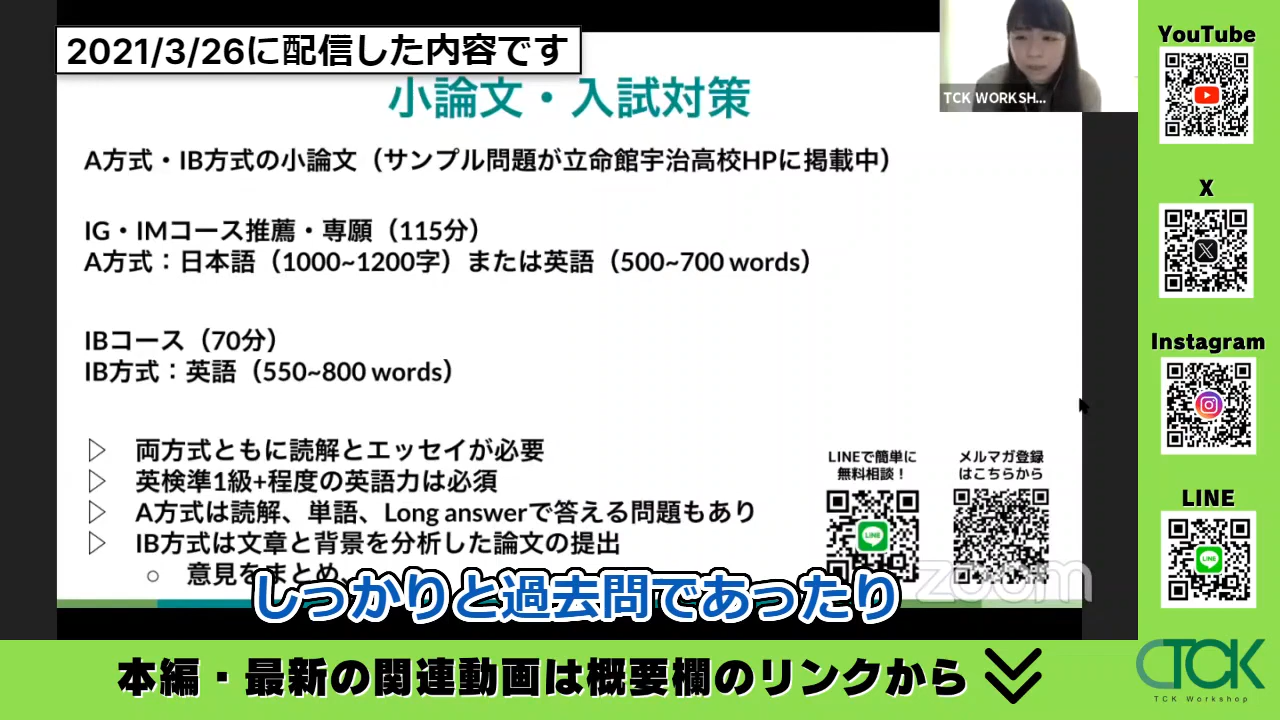 2021/3/26に配信した内容です
TCK WORKSH...
小論文・入試対策
A方式・IB方式の小論文（サンプル問題が立命館宇治高校HPに掲載中）
IG・IMコース推薦・専願（115分）
A方式：日本語（1000~1200字）または英語（500~700 words）
IBコース（70分）
IB方式：英語（550~800 words）
▷ 両方式ともに読解とエッセイが必要
▷ 英検準1級+程度の英語力は必須
▷ A方式は読解、単語、Long answerで答える問題もあり
▷ IB方式は文章と背景を分析した論文の提出
○ 意見をまとめ
LINEで簡単に
無料相談！
メルマガ登録
はこちらから
LINE
zoom
しっかりと過去問であったり
本編・最新の関連動画は概要欄のリンクから
YouTube
X
Instagram
LINE
LINE
TCK
TCK Workshop